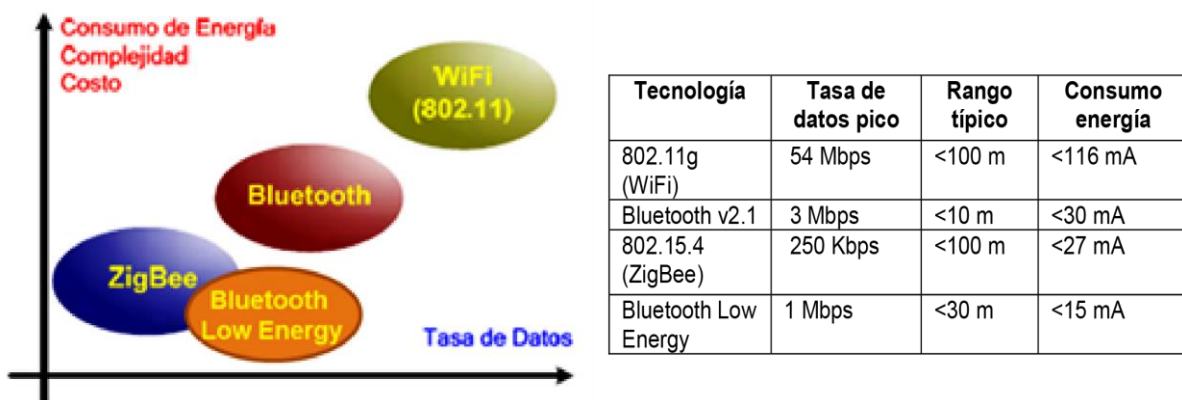 Consumo de Energía
Complejidad
Costo
WiFi
(802.11)
Bluetooth
ZigBee
Bluetooth
Low Energy
Tasa de Datos
Tecnología Tasa de datos pico Rango típico Consumo energía
802.11g (WiFi) 54 Mbps <100 m <116 mA
Bluetooth v2.1 3 Mbps <10 m <30 mA
802.15.4 (ZigBee) 250 Kbps <100 m <27 mA
Bluetooth Low Energy 1 Mbps <30 m <15 mA